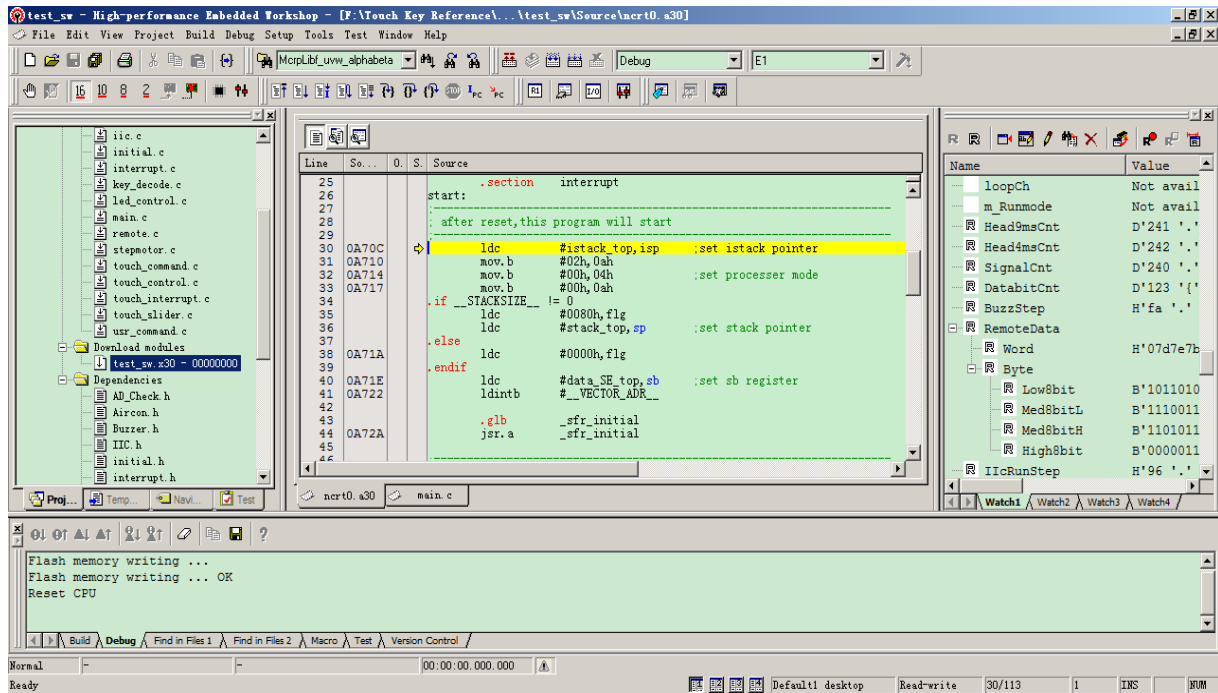 test_sw - High-performance Embedded Workshop - [F:\Touch Key Reference\...\test_sw\Source\ncrt0.a30]
File Edit View Project Build Debug Setup Tools Test Window Help
McrpLibf_uvw_alphabeta Debug E1
16 10 8 2
iic.c
initial.c
interrupt.c
key_decode.c
led_control.c
main.c
remote.c
stepmotor.c
touch_command.c
touch_control.c
touch_interrupt.c
touch_slider.c
usr_command.c
Download modules
test_sw.x30 - 00000000
Dependencies
AD_Check.h
Aircon.h
Buzzer.h
IIC.h
initial.h
interrupt.h
Proj... Temp... Navi... Test
Line So... O. S. Source
25 .section interrupt
26 start:
27 ;----------------------------------------------------------------------
28 ; after reset,this program will start
29 ;----------------------------------------------------------------------
30 0A70C ldc #istack_top,isp ;set istack pointer
31 0A710 mov.b #02h,0ah
32 0A714 mov.b #00h,04h ;set processer mode
33 0A717 mov.b #00h,0ah
34 .if __STACKSIZE__ != 0
35 ldc #0080h,flg
36 ldc #stack_top,sp ;set stack pointer
37 .else
38 0A71A ldc #0000h,flg
39 .endif
40 0A71E ldc #data_SE_top,sb ;set sb register
41 0A722 ldintb #__VECTOR_ADR__
42
43 .glb _sfr_initial
44 0A72A jsr.a _sfr_initial
45
46
ncrt0.a30 main.c
Name Value
loopCh Not avail
m_Runmode Not avail
Head9msCnt D'241 '.'
Head4msCnt D'242 '.'
SignalCnt D'240 '.'
DatabitCnt D'123 '{'
BuzzStep H'fa '.'
RemoteData
Word H'07d7e7b
Byte
Low8bit B'1011010
Med8bitL B'1110011
Med8bitH B'1101011
High8bit B'0000011
IIcRunStep H'96 '.'
Watch1 Watch2 Watch3 Watch4
Flash memory writing ...
Flash memory writing ... OK
Reset CPU
Build Debug Find in Files 1 Find in Files 2 Macro Test Version Control
Normal - - 00:00:00.000.000
Ready Default1 desktop Read-write 30/113 1 INS NUM